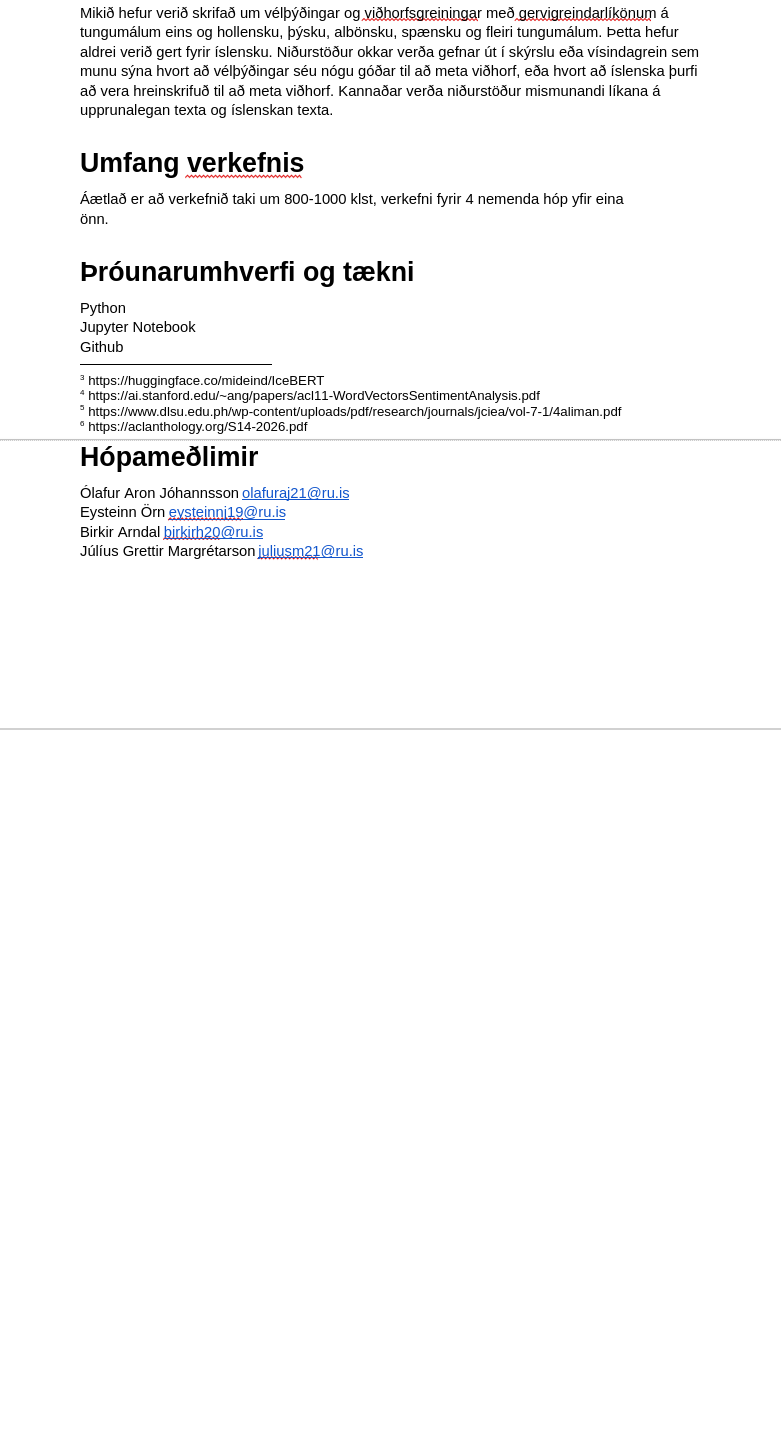 Mikið hefur verið skrifað um vélþýðingar og viðhorfsgreiningar með gervigreindarlíkönum á
tungumálum eins og hollensku, þýsku, albönsku, spænsku og fleiri tungumálum. Þetta hefur
aldrei verið gert fyrir íslensku. Niðurstöður okkar verða gefnar út í skýrslu eða vísindagrein sem
munu sýna hvort að vélþýðingar séu nógu góðar til að meta viðhorf, eða hvort að íslenska þurfi
að vera hreinskrifuð til að meta viðhorf. Kannaðar verða niðurstöður mismunandi líkana á
upprunalegan texta og íslenskan texta.
Umfang verkefnis
Áætlað er að verkefnið taki um 800-1000 klst, verkefni fyrir 4 nemenda hóp yfir eina
önn.
Þróunarumhverfi og tækni
Python
Jupyter Notebook
Github
3 https://huggingface.co/mideind/IceBERT
4 https://ai.stanford.edu/~ang/papers/acl11-WordVectorsSentimentAnalysis.pdf
5 https://www.dlsu.edu.ph/wp-content/uploads/pdf/research/journals/jciea/vol-7-1/4aliman.pdf
6 https://aclanthology.org/S14-2026.pdf
Hópameðlimir
Ólafur Aron Jóhannsson olafuraj21@ru.is
Eysteinn Örn eysteinnj19@ru.is
Birkir Arndal birkirh20@ru.is
Júlíus Grettir Margrétarson juliusm21@ru.is